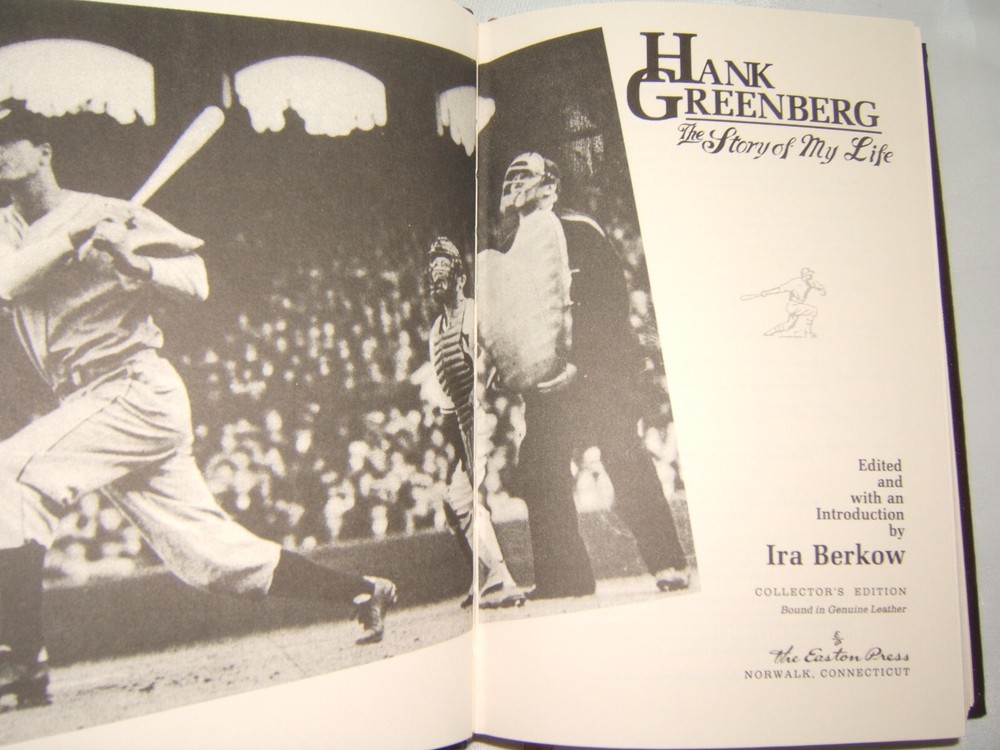 HANK
GREENBERG
The Story of My Life
Edited
and
with an
Introduction
by
Ira Berkow
COLLECTOR'S EDITION
Bound in Genuine Leather
the Easton Press
NORWALK, CONNECTICUT